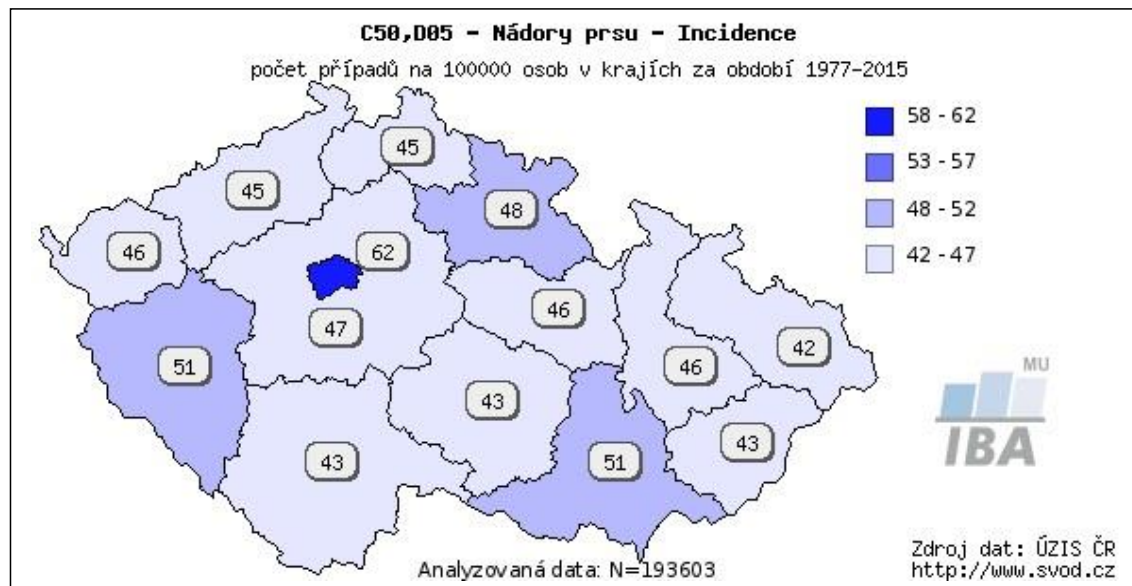 C50,D05 - Nádory prsu - Incidence
počet případů na 100000 osob v krajích za období 1977-2015
58 - 62
53 - 57
48 - 52
42 - 47
45
45
48
46
62
46
47
42
51
46
43
43
43
51
MU
IBA
Analyzovaná data: N=193603
Zdroj dat: ÚZIS ČR
http://www.svod.cz